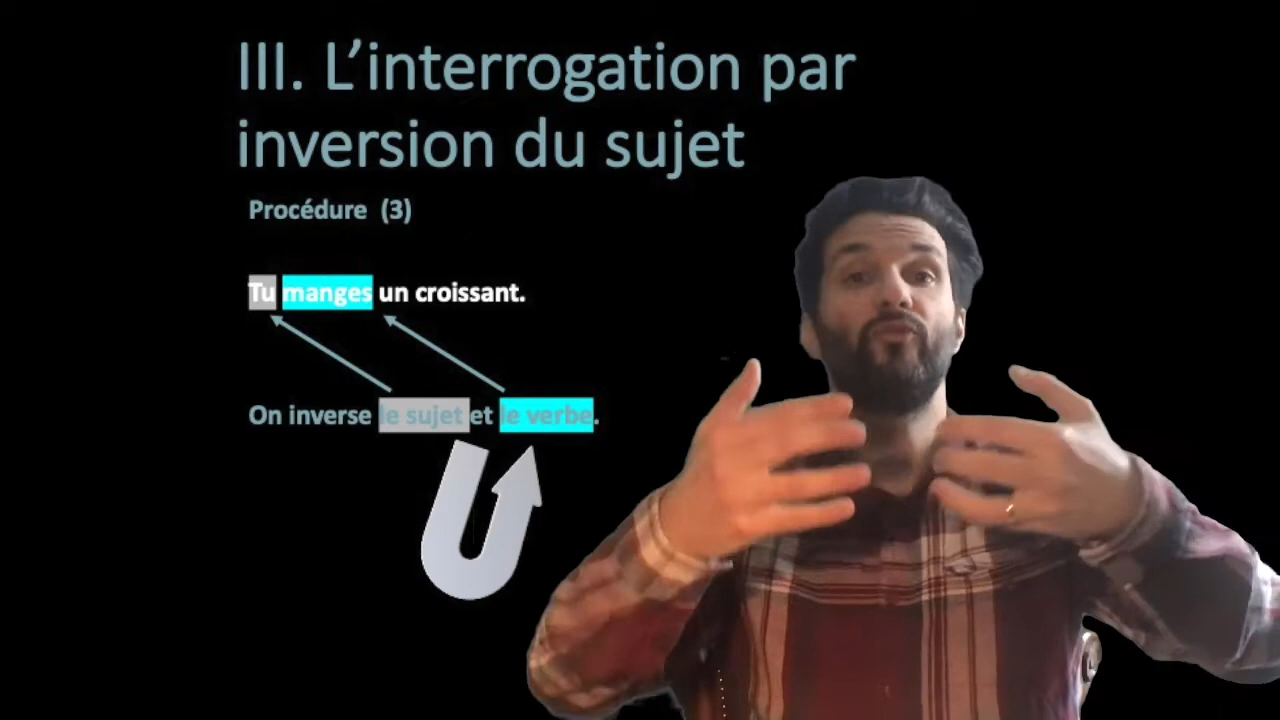 III. L’interrogation par
inversion du sujet
Procédure (3)
Tu manges un croissant.
On inverse le sujet et le verbe.